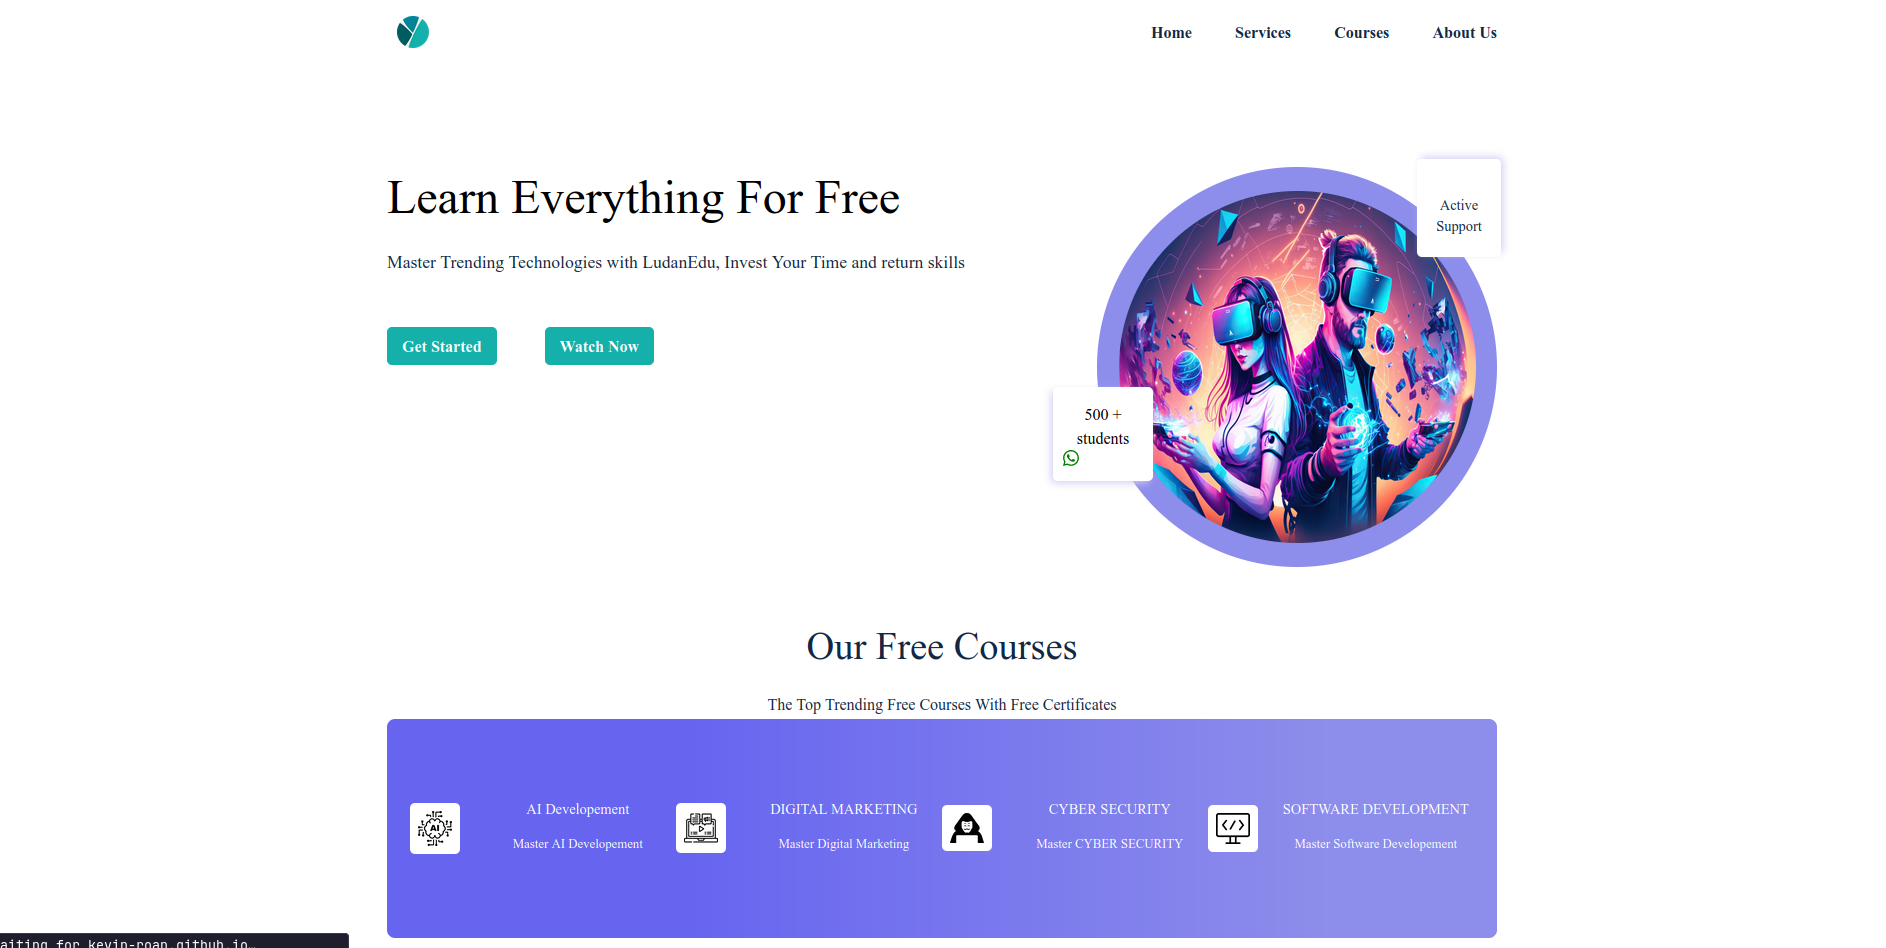 Home Services Courses About Us
Learn Everything For Free
Master Trending Technologies with LudanEdu, Invest Your Time and return skills
Get Started Watch Now
Active
Support
500 +
students
Our Free Courses
The Top Trending Free Courses With Free Certificates
AI
AI Developement
Master AI Developement
DIGITAL MARKETING
Master Digital Marketing
CYBER SECURITY
Master CYBER SECURITY
</>
SOFTWARE DEVELOPMENT
Master Software Developement
aiting for kevin-roan.github.io…